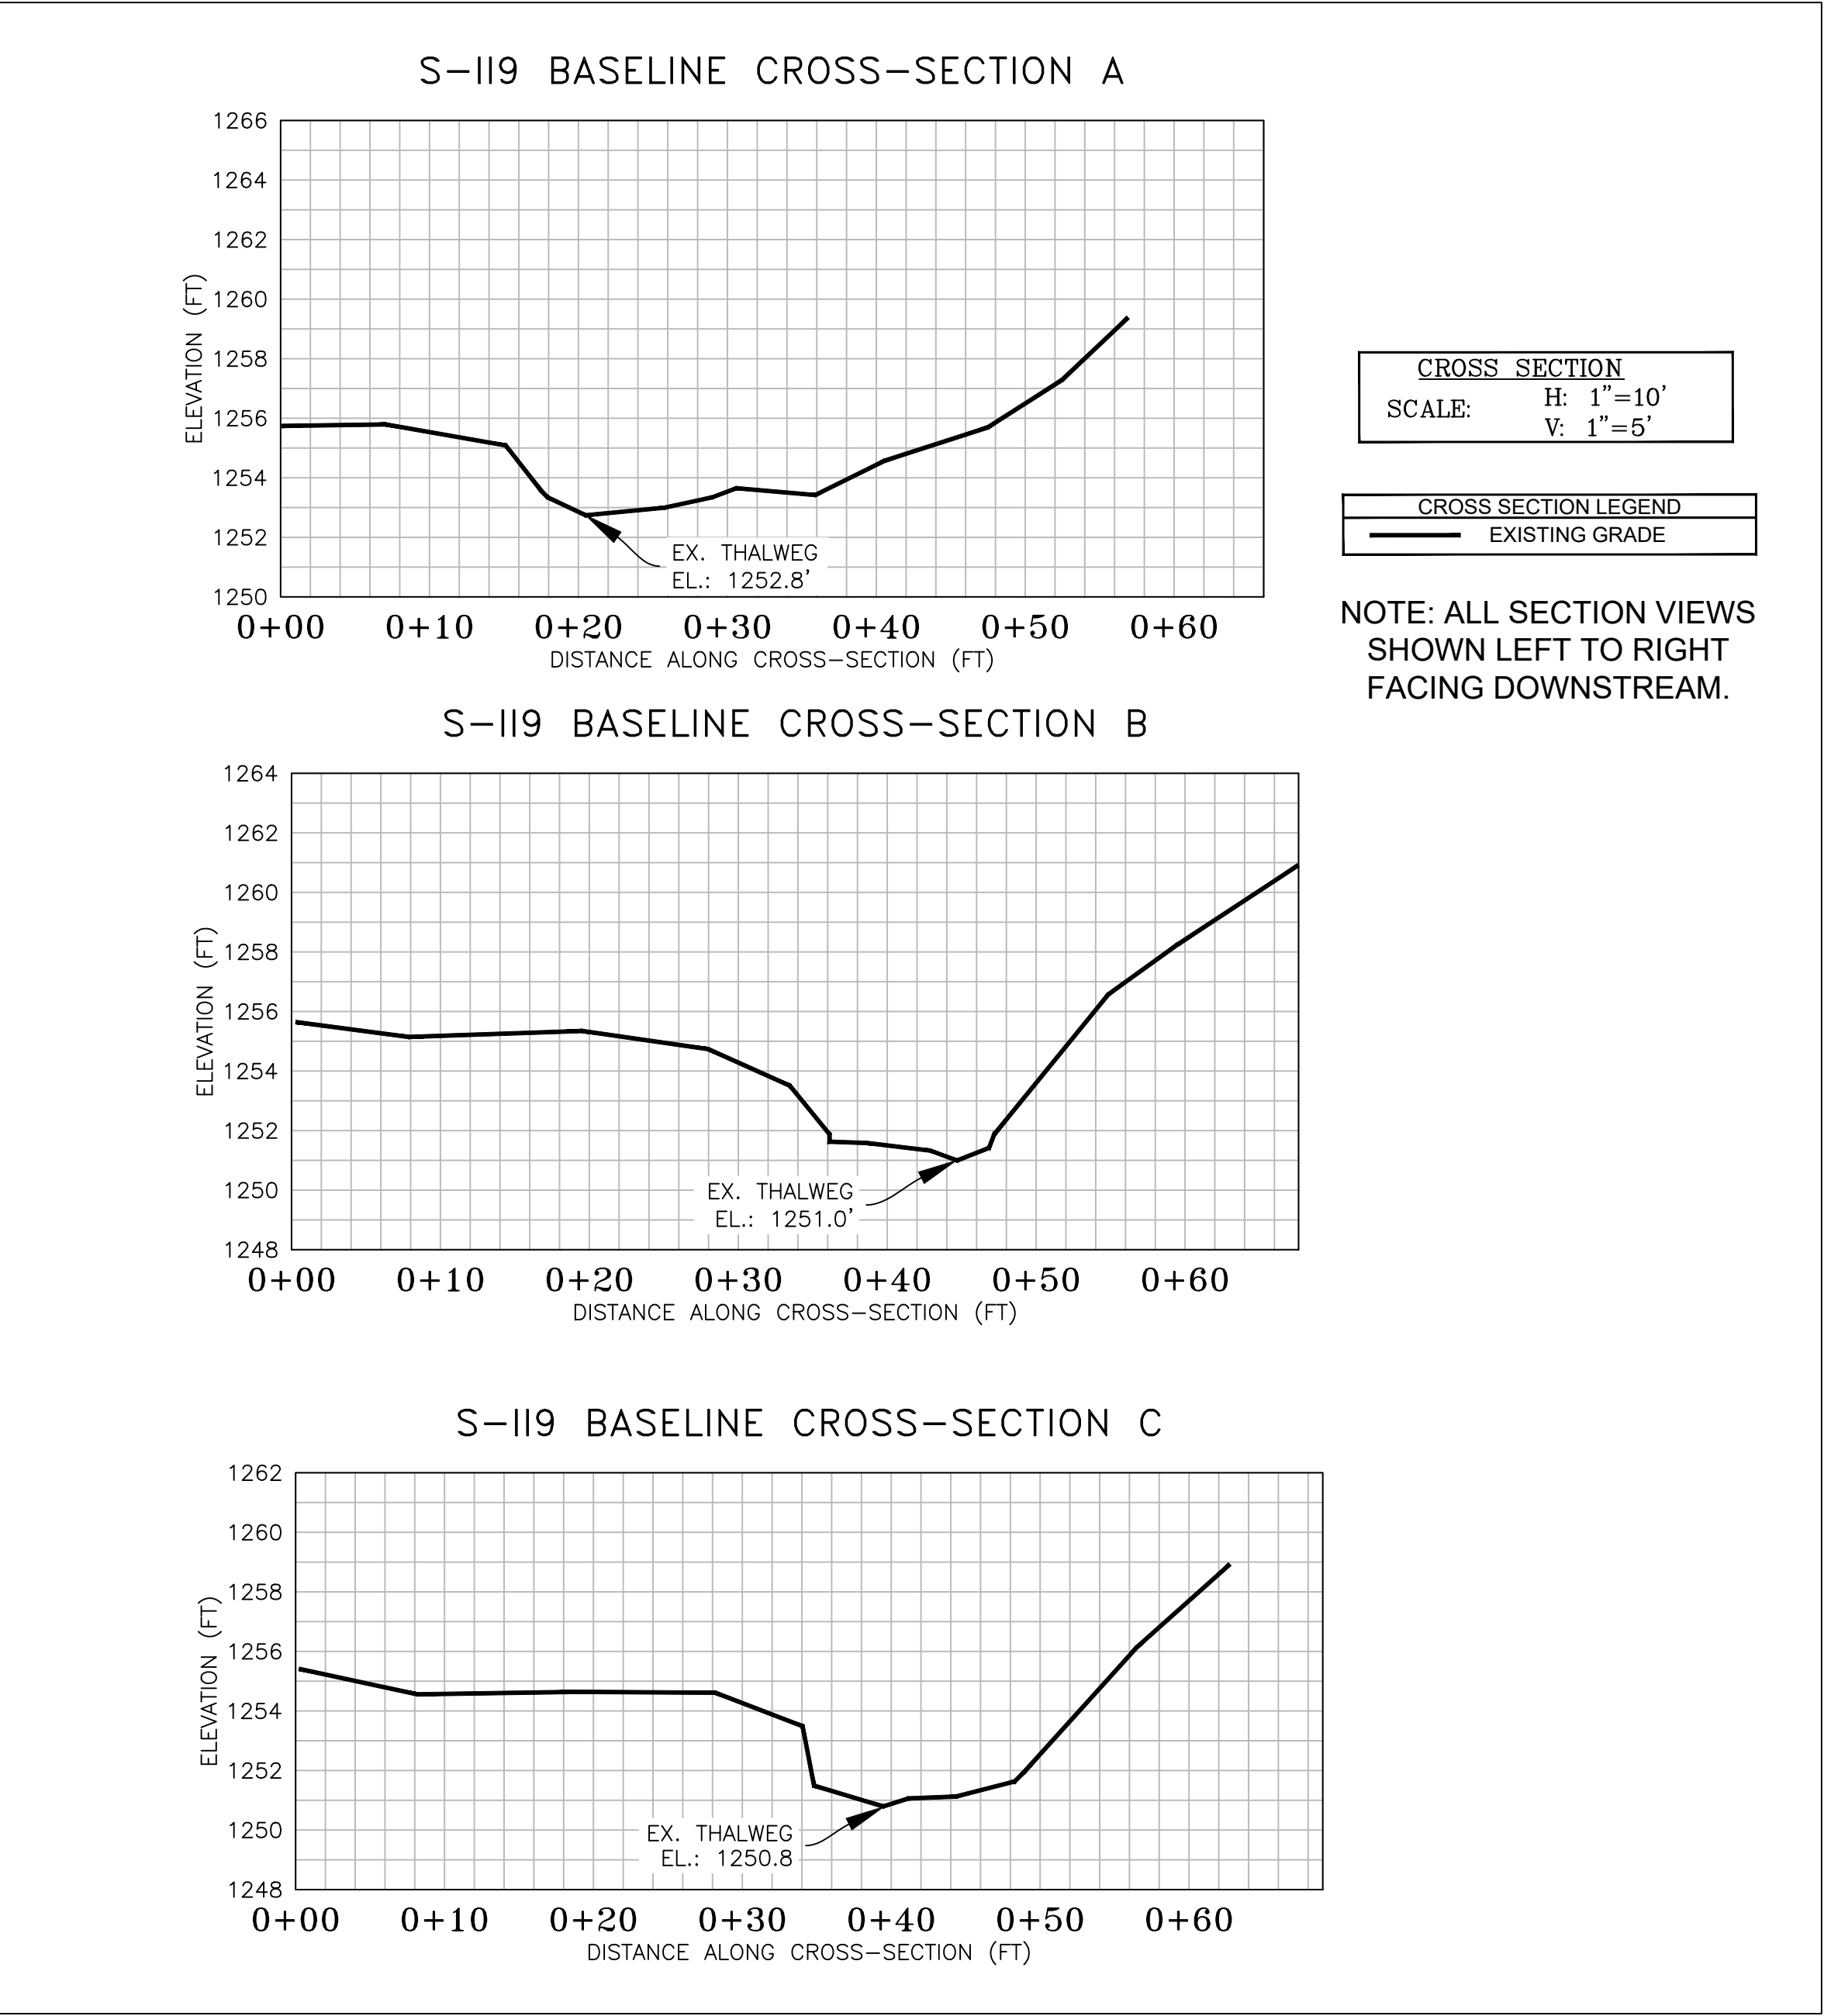 S-119 BASELINE CROSS-SECTION A
1266
1264
1262
1260
1258
1256
1254
1252
1250
ELEVATION (FT)
EX. THALWEG
EL.: 1252.8'
0+00 0+10 0+20 0+30 0+40 0+50 0+60
DISTANCE ALONG CROSS-SECTION (FT)
CROSS SECTION
SCALE:
H: 1"=10'
V: 1"=5'
CROSS SECTION LEGEND
EXISTING GRADE
NOTE: ALL SECTION VIEWS
SHOWN LEFT TO RIGHT
FACING DOWNSTREAM.
S-119 BASELINE CROSS-SECTION B
1264
1262
1260
1258
1256
1254
1252
1250
1248
ELEVATION (FT)
EX. THALWEG
EL.: 1251.0'
0+00 0+10 0+20 0+30 0+40 0+50 0+60
DISTANCE ALONG CROSS-SECTION (FT)
S-119 BASELINE CROSS-SECTION C
1262
1260
1258
1256
1254
1252
1250
1248
ELEVATION (FT)
EX. THALWEG
EL.: 1250.8
0+00 0+10 0+20 0+30 0+40 0+50 0+60
DISTANCE ALONG CROSS-SECTION (FT)